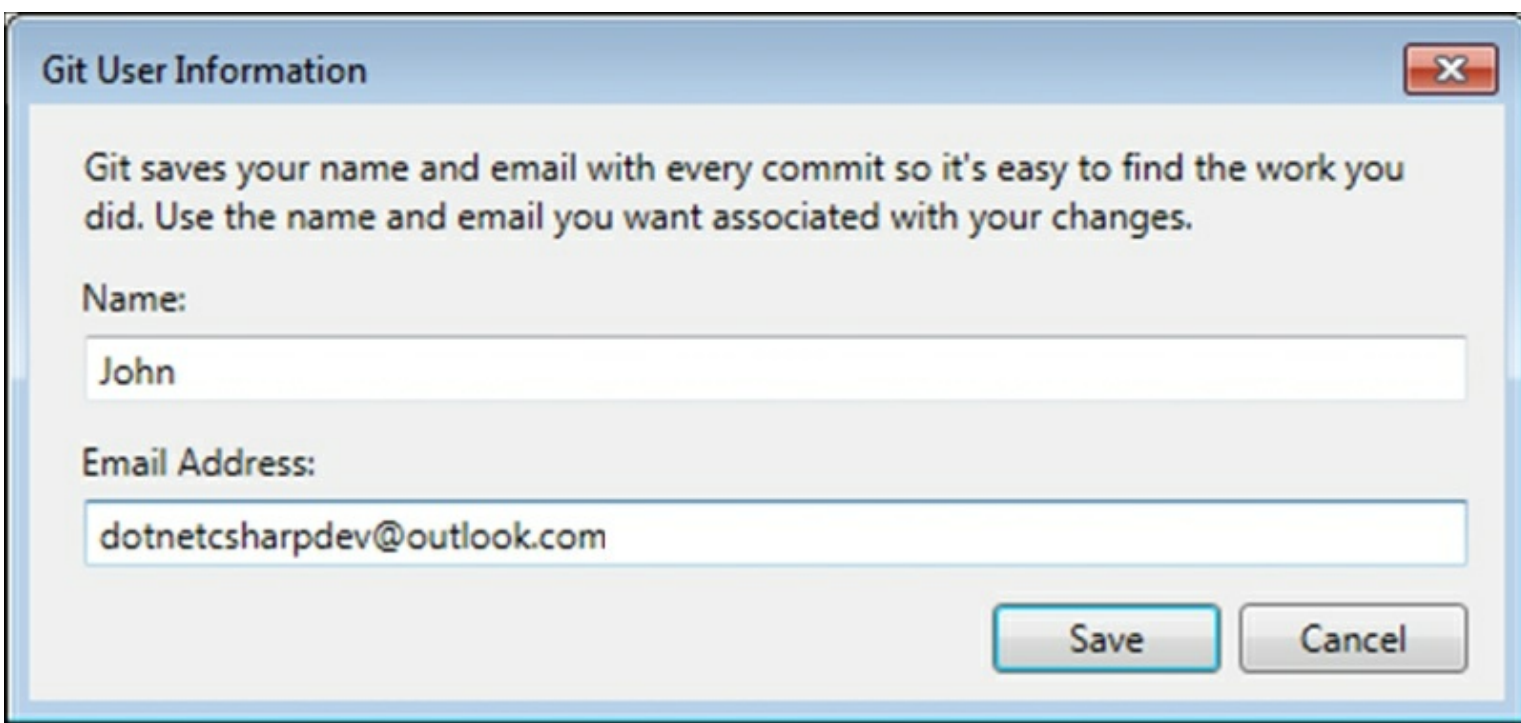 Git User Information
Git saves your name and email with every commit so it's easy to find the work you
did. Use the name and email you want associated with your changes.
Name:
John
Email Address:
dotnetcsharpdev@outlook.com
Save
Cancel